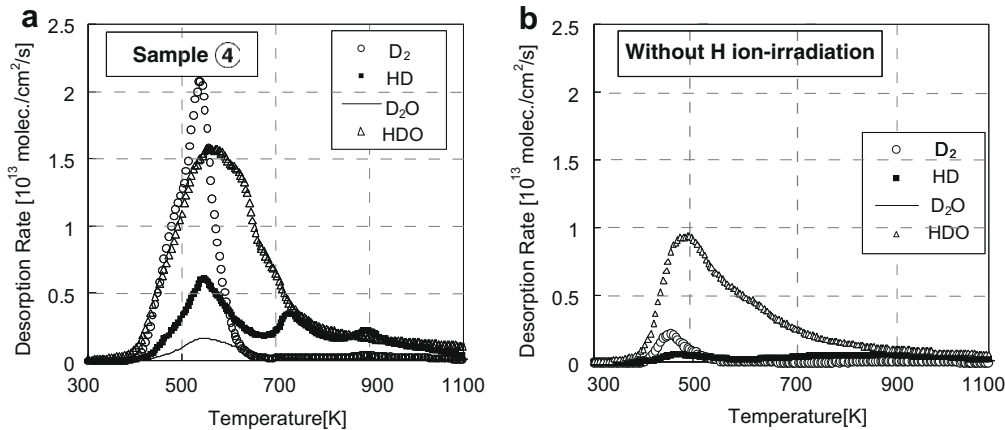 a
2.5
2
1.5
1
0.5
0
300
500
700
900
1100
Desorption Rate [10¹³ molec./cm²/s]
Temperature[K]
Sample ④
D₂
HD
D₂O
HDO
b
2.5
2
1.5
1
0.5
0
300
500
700
900
1100
Desorption Rate [10¹³ molec./cm²/s]
Temperature[K]
Without H ion-irradiation
D₂
HD
D₂O
HDO